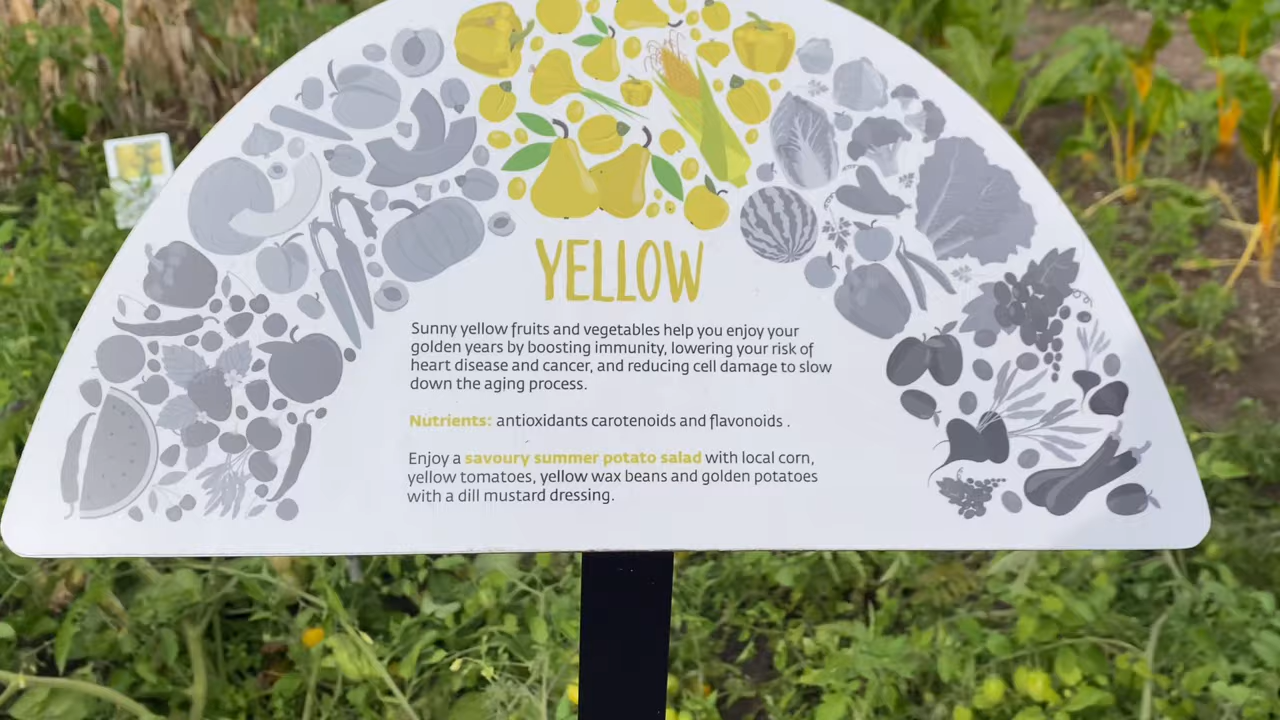 YELLOW
Sunny yellow fruits and vegetables help you enjoy your
golden years by boosting immunity, lowering your risk of
heart disease and cancer, and reducing cell damage to slow
down the aging process.
Nutrients: antioxidants carotenoids and flavonoids .
Enjoy a savoury summer potato salad with local corn,
yellow tomatoes, yellow wax beans and golden potatoes
with a dill mustard dressing.